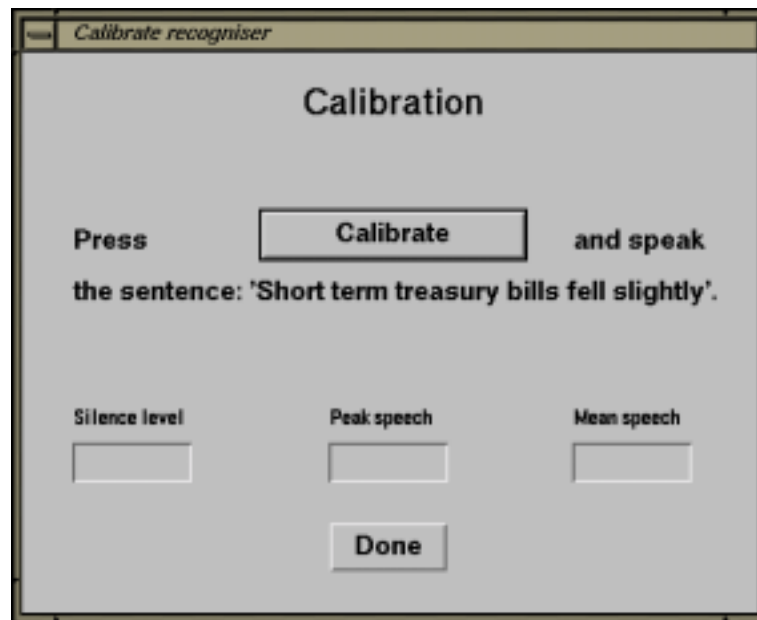 Calibrate recogniser
Calibration
Press Calibrate and speak
the sentence: 'Short term treasury bills fell slightly'.
Silence level Peak speech Mean speech
Done